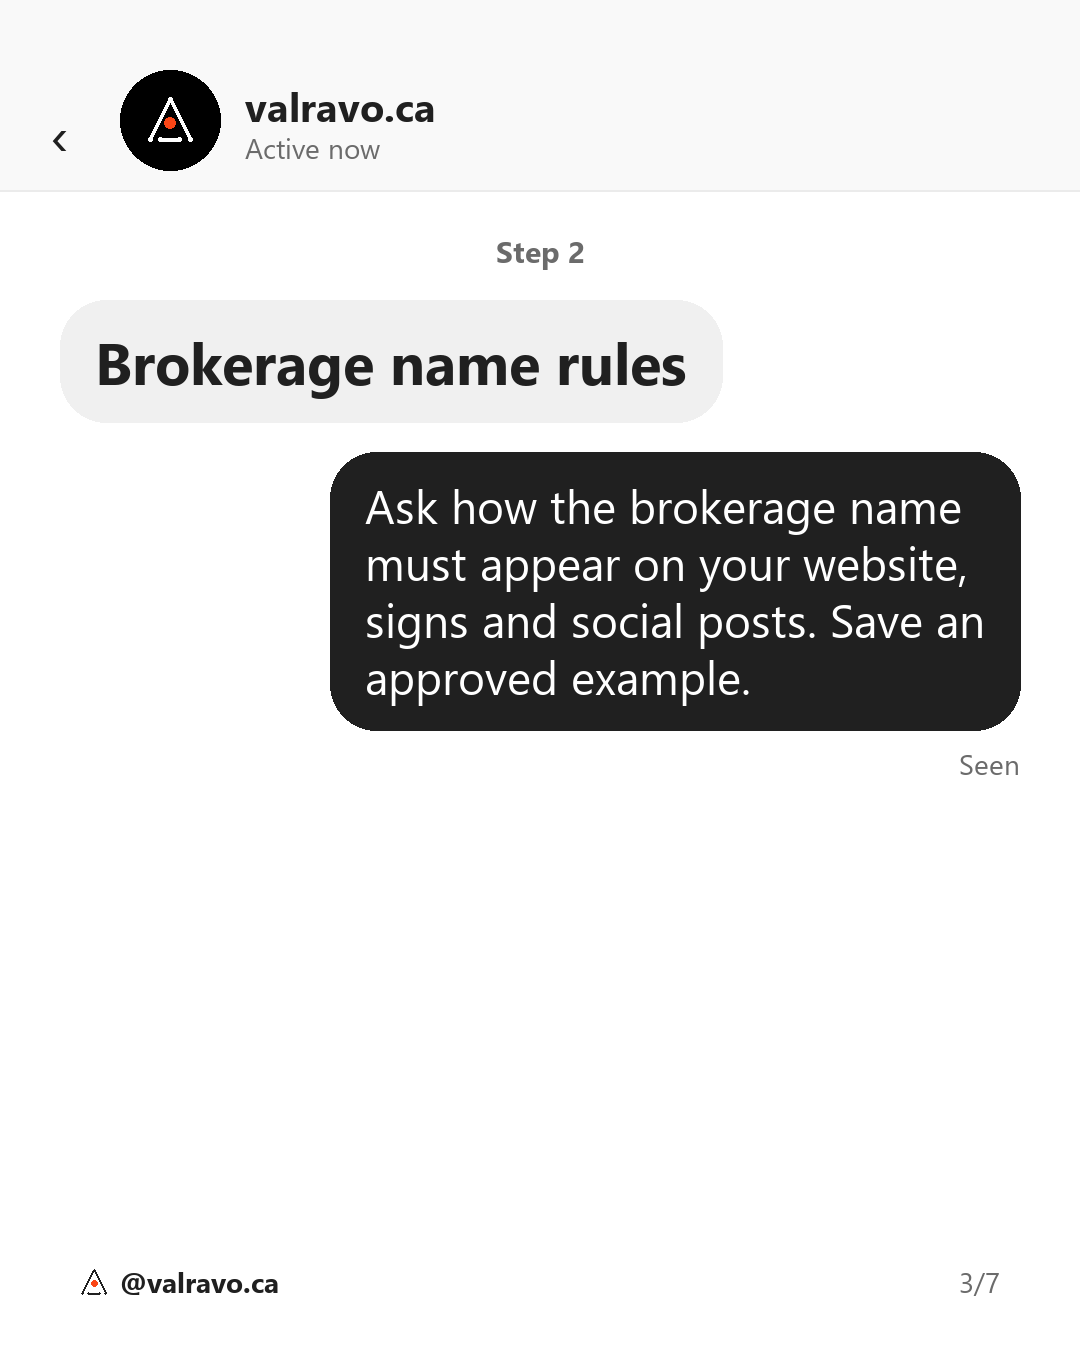 valravo.ca
Active now
Step 2
Brokerage name rules
Ask how the brokerage name
must appear on your website,
signs and social posts. Save an
approved example.
Seen
@valravo.ca
3/7